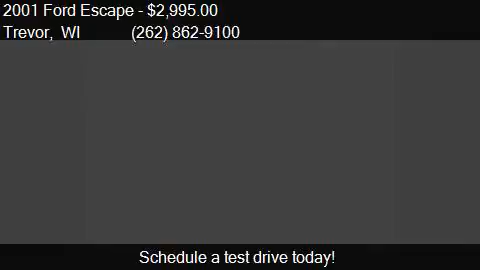 2001 Ford Escape - $2,995.00
Trevor,  WI (262) 862-9100
Schedule a test drive today!